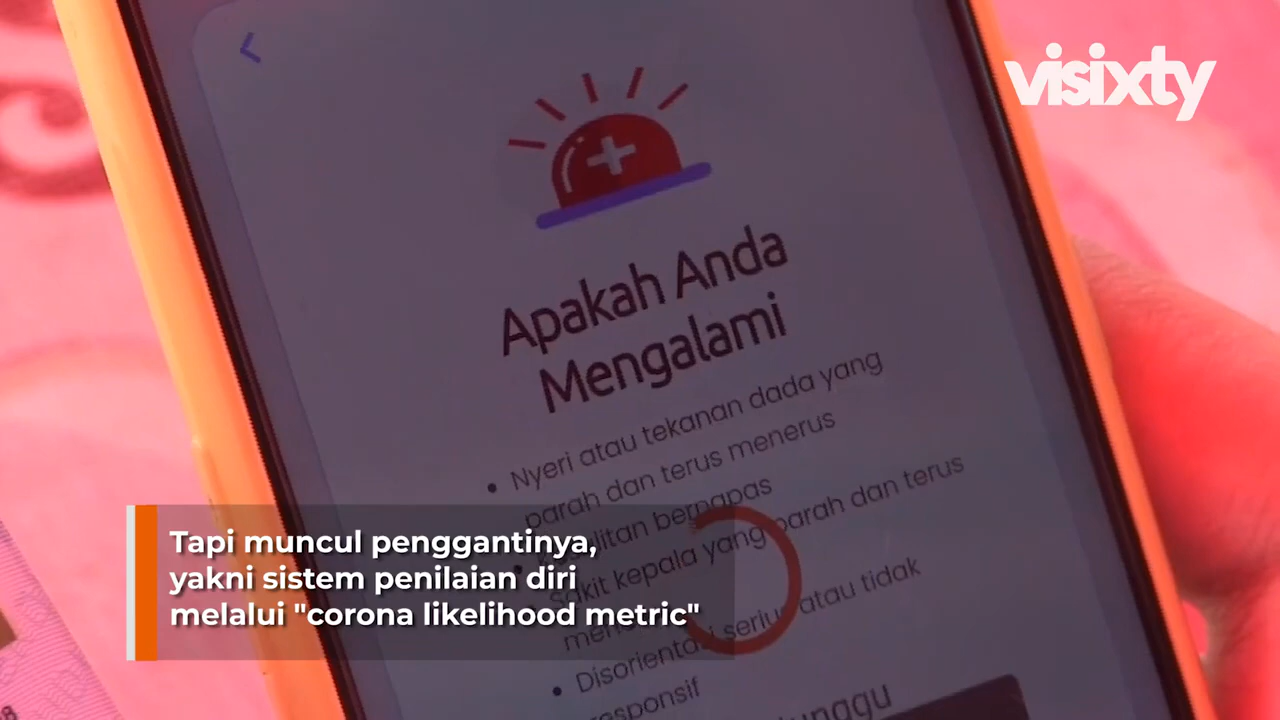 visixty
Apakah Anda
Mengalami
• Nyeri atau tekanan dada yang
parah dan terus menerus
bernapas
sakit kepala yang parah dan terus
• Disorientasi serius atau tidak
responsif
Tapi muncul penggantinya,
yakni sistem penilaian diri
melalui "corona likelihood metric"